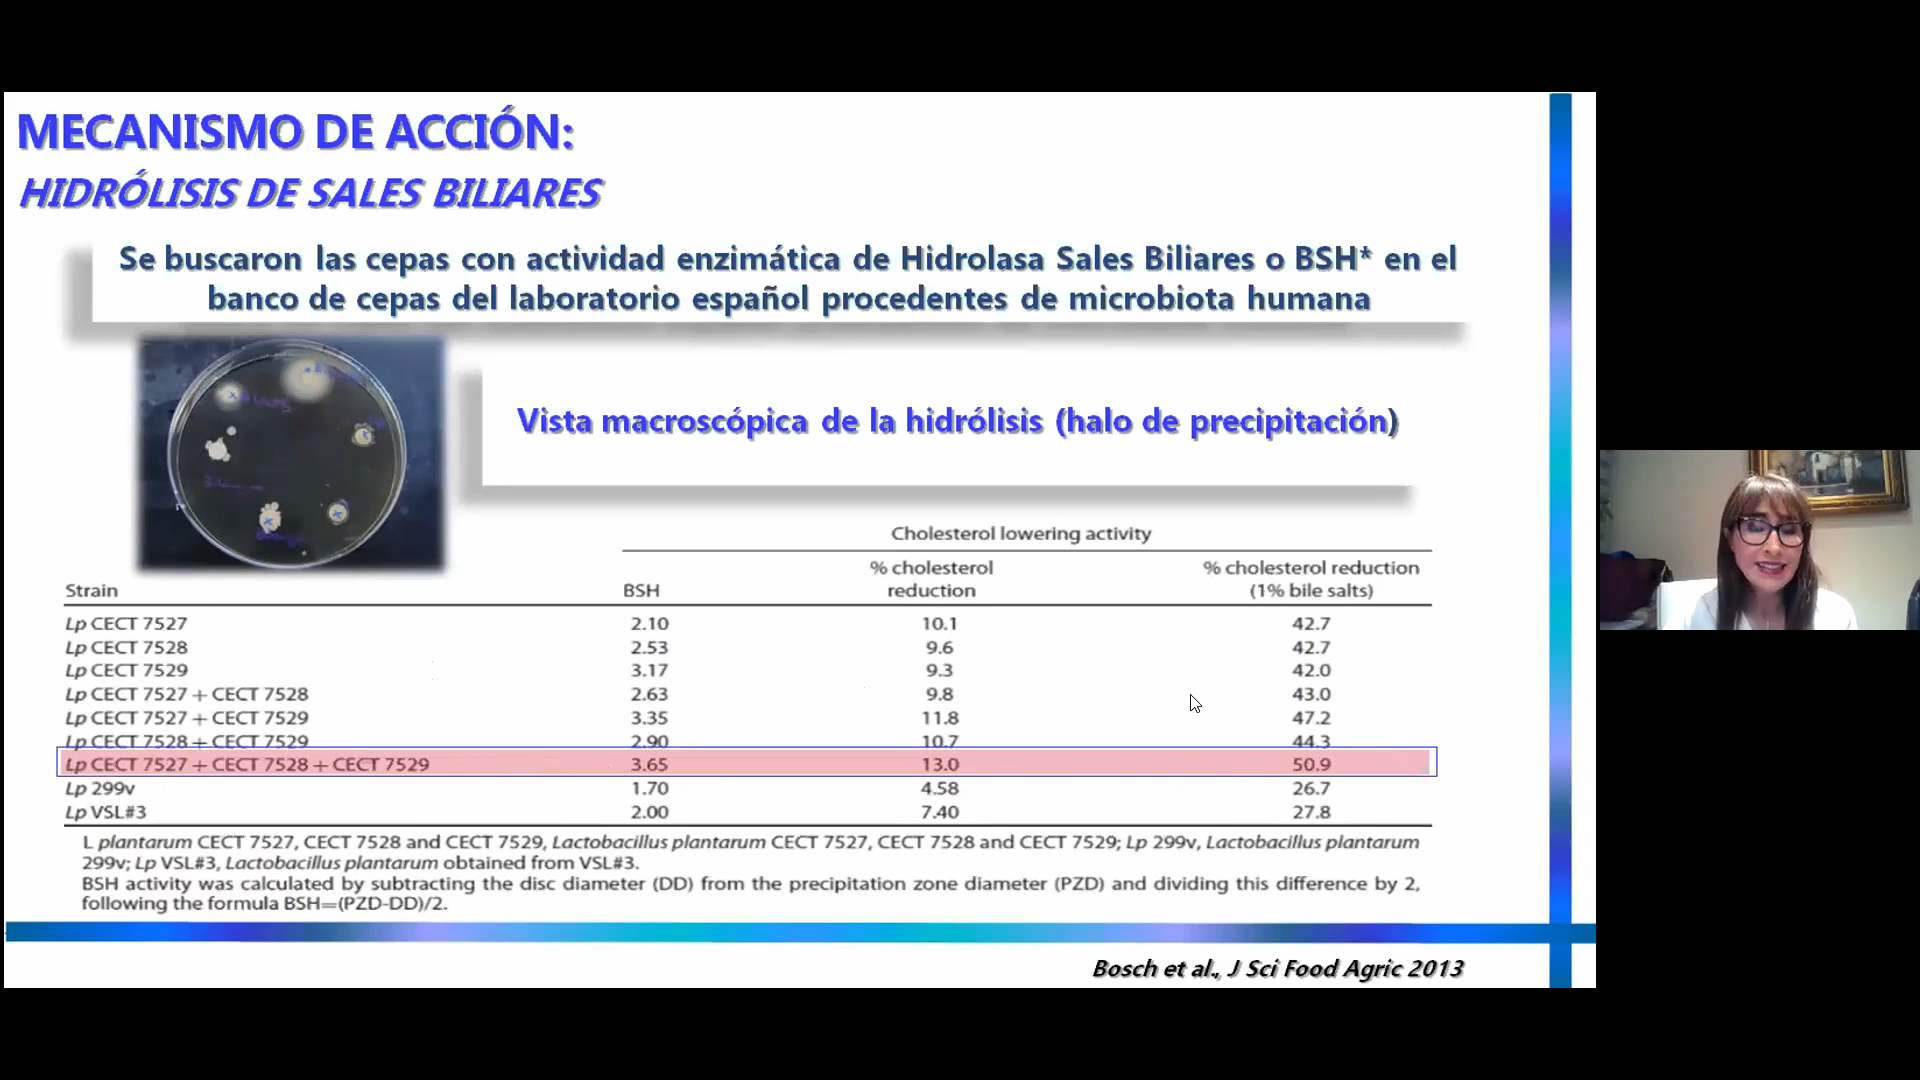 MECANISMO DE ACCIÓN:
HIDRÓLISIS DE SALES BILIARES
Se buscaron las cepas con actividad enzimática de Hidrolasa Sales Biliares o BSH* en el
banco de cepas del laboratorio español procedentes de microbiota humana
Vista macroscópica de la hidrólisis (halo de precipitación)
Cholesterol lowering activity
% cholesterol % cholesterol reduction
Strain BSH reduction (1% bile salts)
Lp CECT 7527 2.10 10.1 42.7
Lp CECT 7528 2.53 9.6 42.7
Lp CECT 7529 3.17 9.3 42.0
Lp CECT 7527 + CECT 7528 2.63 9.8 43.0
Lp CECT 7527 + CECT 7529 3.35 11.8 47.2
Lp CECT 7528 + CECT 7529 2.90 10.7 44.3
Lp CECT 7527 + CECT 7528 + CECT 7529 3.65 13.0 50.9
Lp 299v 1.70 4.58 26.7
Lp VSL#3 2.00 7.40 27.8
L plantarum CECT 7527, CECT 7528 and CECT 7529, Lactobacillus plantarum CECT 7527, CECT 7528 and CECT 7529; Lp 299v, Lactobacillus plantarum
299v; Lp VSL#3, Lactobacillus plantarum obtained from VSL#3.
BSH activity was calculated by subtracting the disc diameter (DD) from the precipitation zone diameter (PZD) and dividing this difference by 2,
following the formula BSH=(PZD-DD)/2.
Bosch et al., J Sci Food Agric 2013